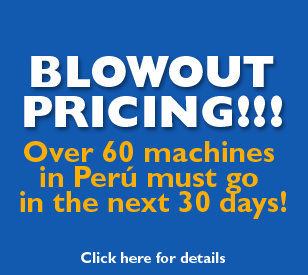 BLOWOUT
PRICING!!!
Over 60 machines
in Perú must go
in the next 30 days!
Click here for details